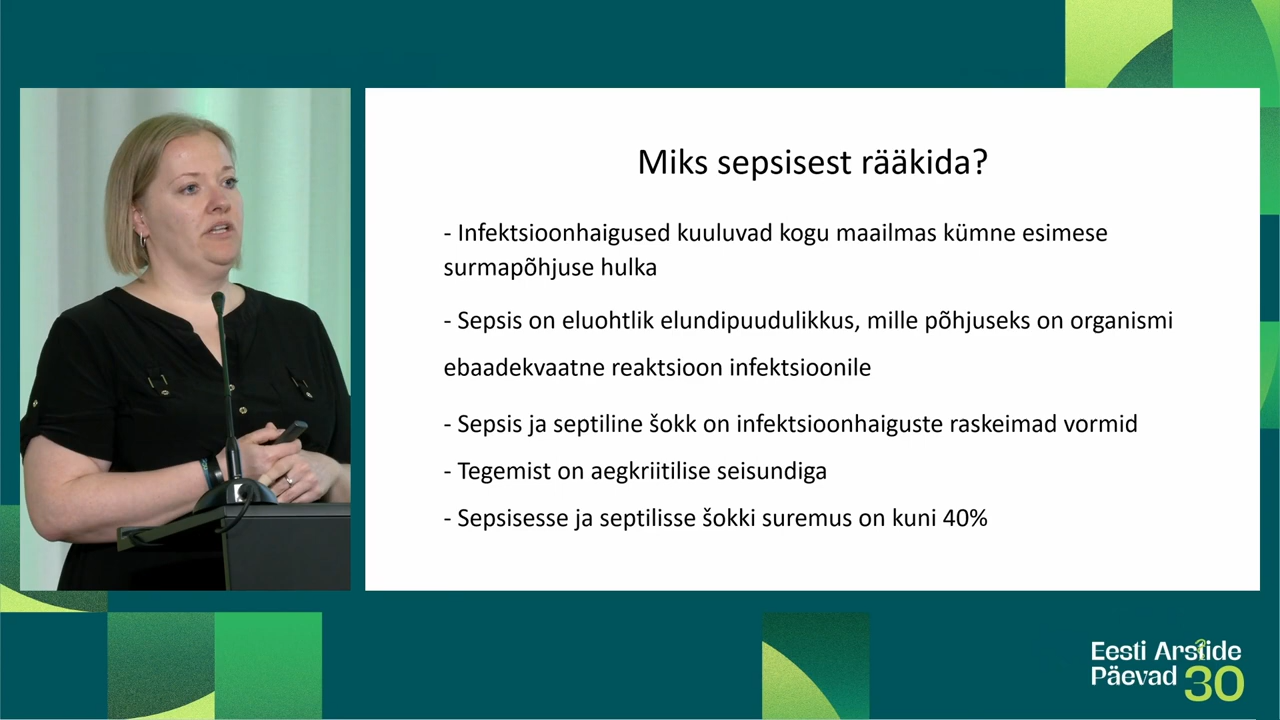 Miks sepsisest rääkida?
- Infektsioonhaigused kuuluvad kogu maailmas kümne esimese
surmapõhjuse hulka
- Sepsis on eluohtlik elundipuudulikkus, mille põhjuseks on organismi
ebaadekvaatne reaktsioon infektsioonile
- Sepsis ja septiline šokk on infektsioonhaiguste raskeimad vormid
- Tegemist on aegkriitilise seisundiga
- Sepsisesse ja septilisse šokki suremus on kuni 40%
Eesti Arstide
Päevad 30